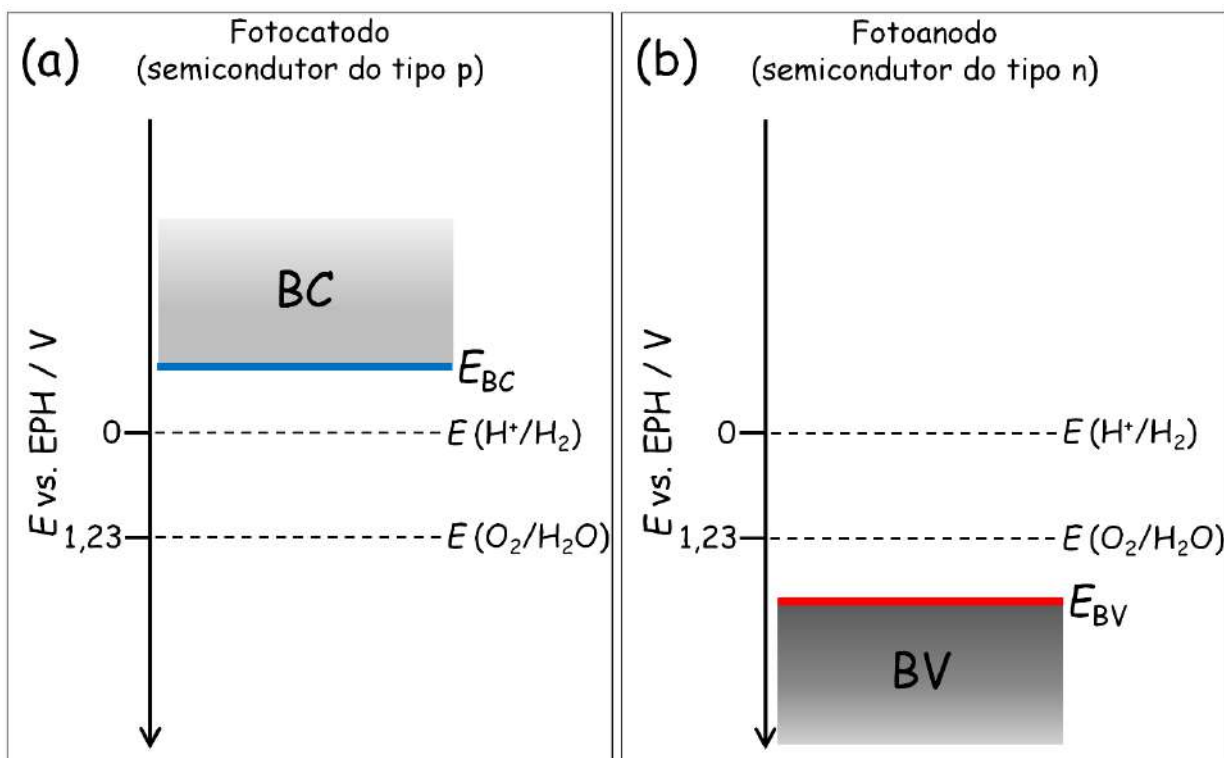 (a)
Fotocatodo
(semicondutor do tipo p)
BC
E_BC
E vs. EPH / V
0
E (H⁺/H₂)
1,23
E (O₂/H₂O)
(b)
Fotoanodo
(semicondutor do tipo n)
E vs. EPH / V
0
E (H⁺/H₂)
1,23
E (O₂/H₂O)
E_BV
BV